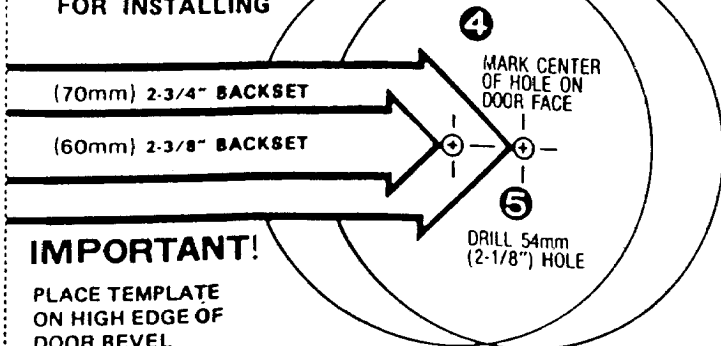 FOR INSTALLING
4
MARK CENTER
OF HOLE ON
DOOR FACE
(70mm) 2-3/4" BACKSET
(60mm) 2-3/8" BACKSET
5
DRILL 54mm
(2-1/8") HOLE
IMPORTANT!
PLACE TEMPLATE
ON HIGH EDGE OF
DOOR BEVEL